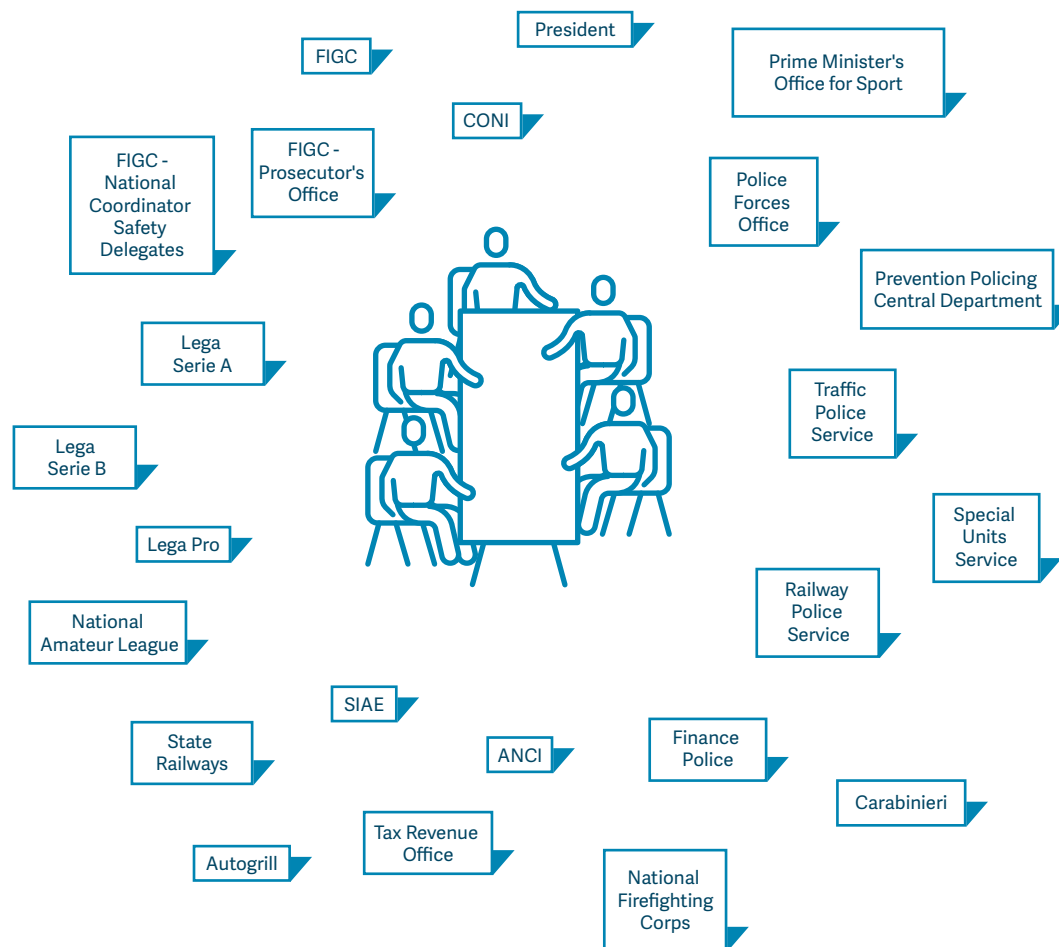 President
FIGC
Prime Minister's
Office for Sport
CONI
FIGC -
National
Coordinator
Safety
Delegates
FIGC -
Prosecutor's
Office
Police
Forces
Office
Prevention Policing
Central Department
Lega
Serie A
Traffic
Police
Service
Lega
Serie B
Special
Units
Service
Lega Pro
Railway
Police
Service
National
Amateur League
SIAE
State
Railways
ANCI
Finance
Police
Carabinieri
Tax Revenue
Office
Autogrill
National
Firefighting
Corps